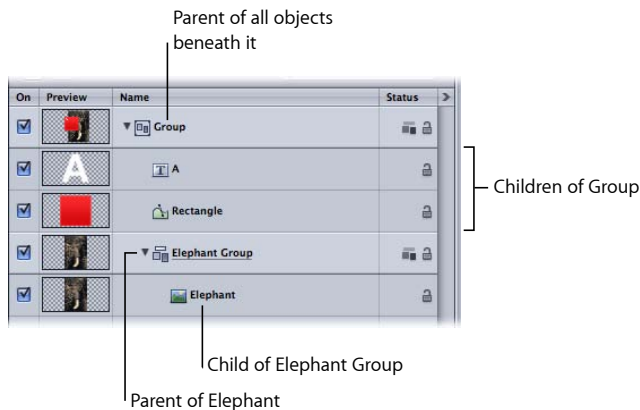 Parent of all objects
beneath it
On Preview Name Status
Group
A
T A
Rectangle
Elephant Group
Elephant
Children of Group
Child of Elephant Group
Parent of Elephant